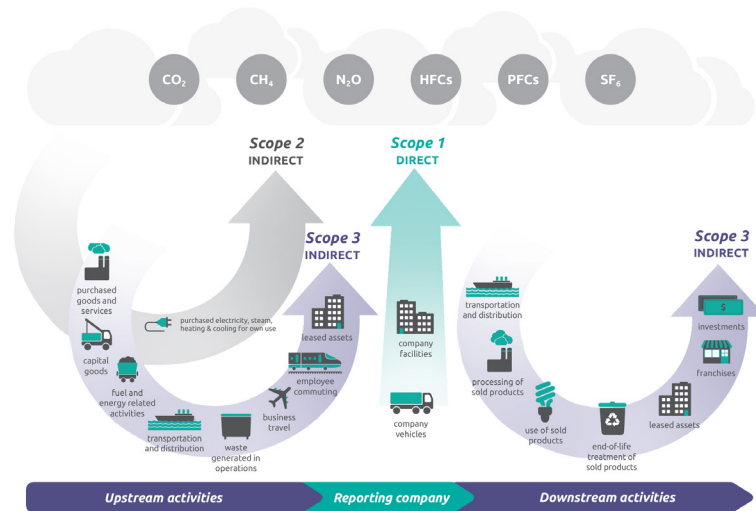 CO₂
CH₄
N₂O
HFCs
PFCs
SF₆
Scope 2
INDIRECT
Scope 1
DIRECT
Scope 3
INDIRECT
Scope 3
INDIRECT
purchased
goods and
services
capital
goods
fuel and
energy related
activities
transportation
and distribution
waste
generated in
operations
business
travel
employee
commuting
leased assets
purchased electricity, steam,
heating & cooling for own use
company
facilities
company
vehicles
transportation
and distribution
processing of
sold products
use of sold
products
end-of-life
treatment of
sold products
leased assets
franchises
$
investments
Upstream activities
Reporting company
Downstream activities